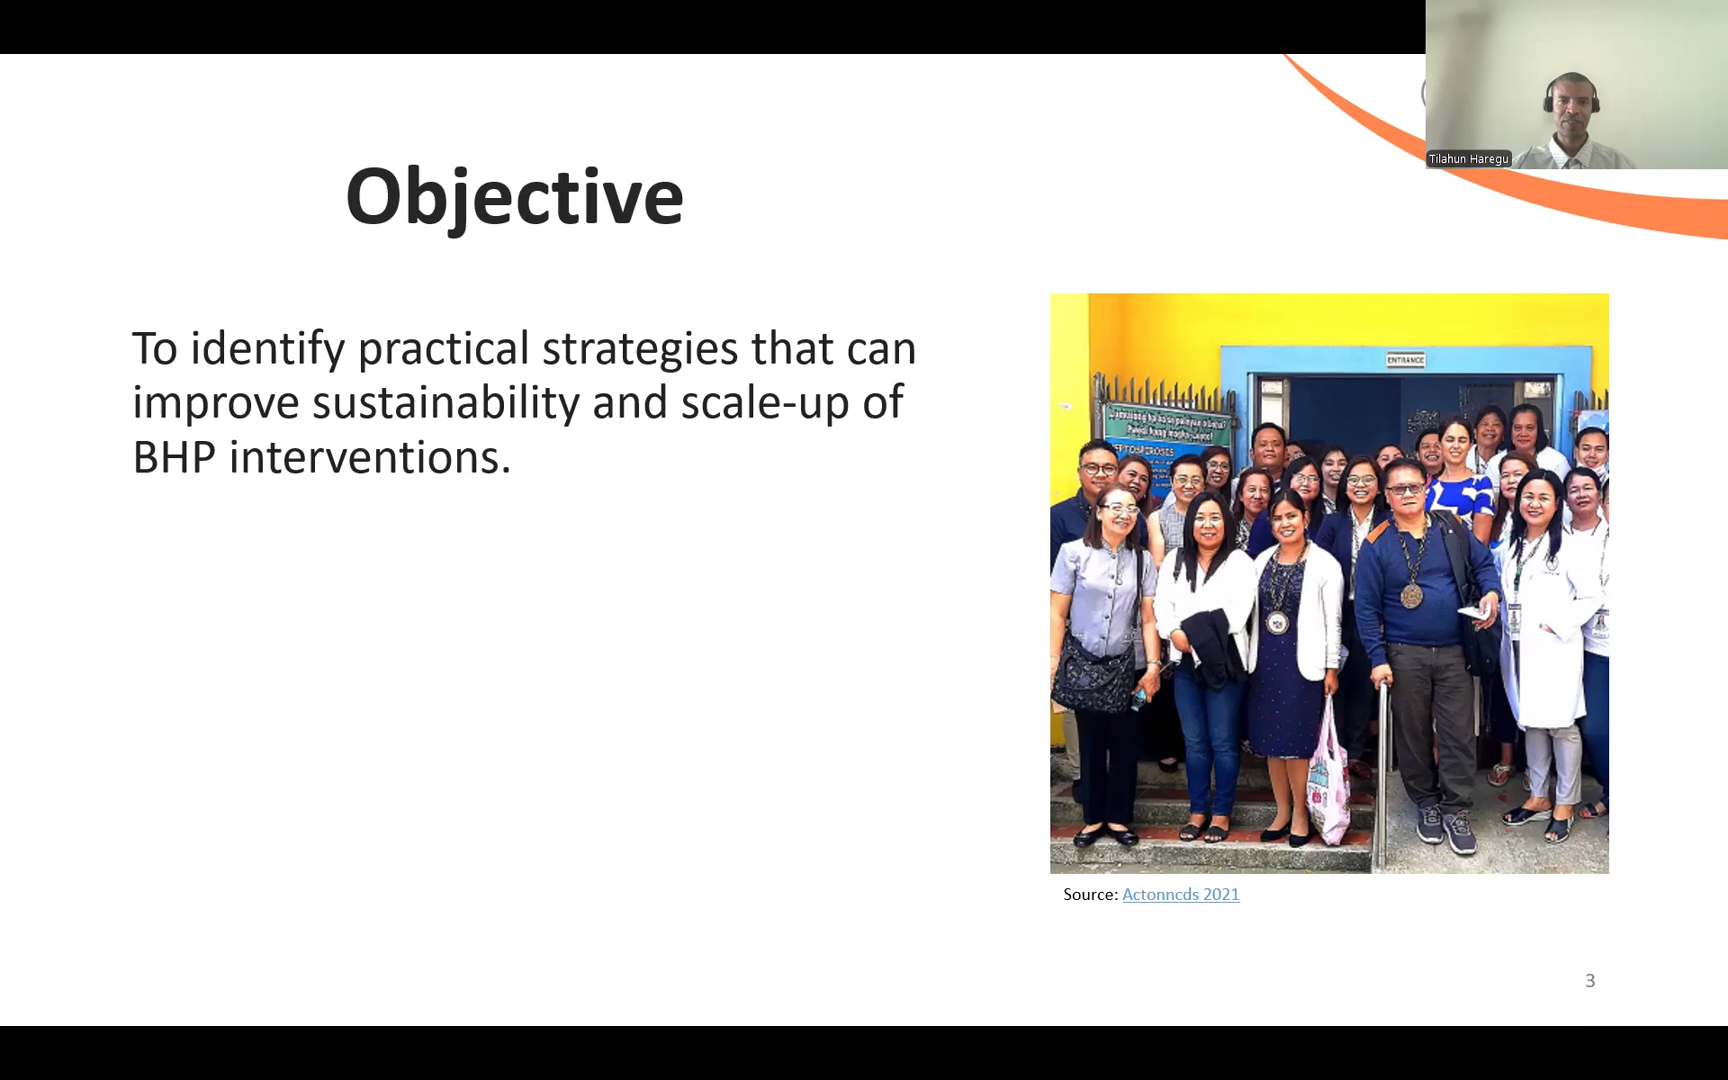 Tilahun Haregu
Objective
To identify practical strategies that can
improve sustainability and scale-up of
BHP interventions.
ENTRANCE
Source: Actonncds 2021
3